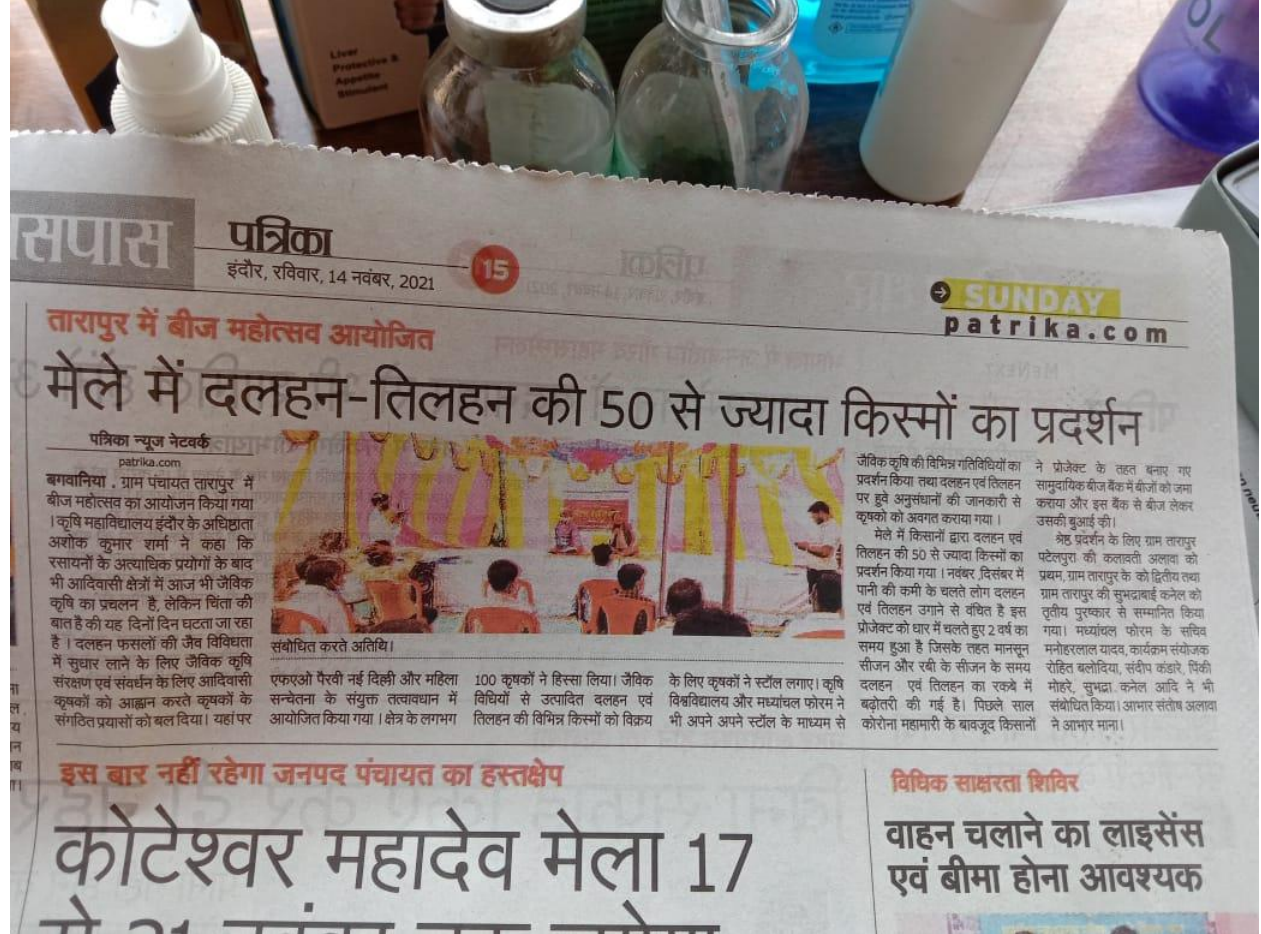 Liver
Protective &
Appetite
Stimulant
OL
सपास
पत्रिका
इंदौर, रविवार, 14 नवंबर, 2021
15
SUNDAY
patrika.com
तारापुर में बीज महोत्सव आयोजित
मेले में दलहन-तिलहन की 50 से ज्यादा किस्मों का प्रदर्शन
पत्रिका न्यूज नेटवर्क
patrika.com
बगवानिया . ग्राम पंचायत तारापुर में
बीज महोत्सव का आयोजन किया गया
। कृषि महाविद्यालय इंदौर के अधिष्ठाता
अशोक कुमार शर्मा ने कहा कि
रसायनों के अत्याधिक प्रयोगों के बाद
भी आदिवासी क्षेत्रों में आज भी जैविक
कृषि का प्रचलन है, लेकिन चिंता की
बात है की यह दिनों दिन घटता जा रहा
है । दलहन फसलों की जैव विविधता
में सुधार लाने के लिए जैविक कृषि
संरक्षण एवं संवर्धन के लिए आदिवासी
कृषकों को आह्वान करते कृषकों के
संगठित प्रयासों को बल दिया। यहां पर
संबोधित करते अतिथि।
एफएओ पैरवी नई दिल्ली और महिला
सन्चेतना के संयुक्त तत्वावधान में
आयोजित किया गया । क्षेत्र के लगभग
100 कृषकों ने हिस्सा लिया। जैविक
विधियों से उत्पादित दलहन एवं
तिलहन की विभिन्न किस्मों को विक्रय
के लिए कृषकों ने स्टॉल लगाए। कृषि
विश्वविद्यालय और मध्यांचल फोरम ने
भी अपने अपने स्टॉल के माध्यम से
जैविक कृषि की विभिन्न गतिविधियों का
प्रदर्शन किया तथा दलहन एवं तिलहन
पर हुवे अनुसंधानों की जानकारी से
कृषकों को अवगत कराया गया ।
मेले में किसानों द्वारा दलहन एवं
तिलहन की 50 से ज्यादा किस्मों का
प्रदर्शन किया गया । नवंबर ,दिसंबर में
पानी की कमी के चलते लोग दलहन
एवं तिलहन उगाने से वंचित है इस
प्रोजेक्ट को धार में चलते हुए 2 वर्ष का
समय हुआ है जिसके तहत मानसून
सीजन और रबी के सीजन के समय
दलहन एवं तिलहन का रकबे में
बढ़ोतरी की गई है। पिछले साल
कोरोना महामारी के बावजूद किसानों
ने प्रोजेक्ट के तहत बनाए गए
सामुदायिक बीज बैंक में बीजों को जमा
कराया और इस बैंक से बीज लेकर
उसकी बुआई की।
श्रेष्ठ प्रदर्शन के लिए ग्राम तारापुर
पटेलपुरा की कलावती अलावा को
प्रथम, ग्राम तारापुर के को द्वितीय तथा
ग्राम तारापुर की सुभद्राबाई कनेल को
तृतीय पुरष्कार से सम्मानित किया
गया। मध्यांचल फोरम के सचिव
मनोहरलाल यादव, कार्यक्रम संयोजक
रोहित बलोदिया, संदीप कंडारे, पिंकी
मोहरे, सुभद्रा कनेल आदि ने भी
संबोधित किया। आभार संतोष अलावा
ने आभार माना।
इस बार नहीं रहेगा जनपद पंचायत का हस्तक्षेप
कोटेश्वर महादेव मेला 17
विधिक साक्षरता शिविर
वाहन चलाने का लाइसेंस
एवं बीमा होना आवश्यक